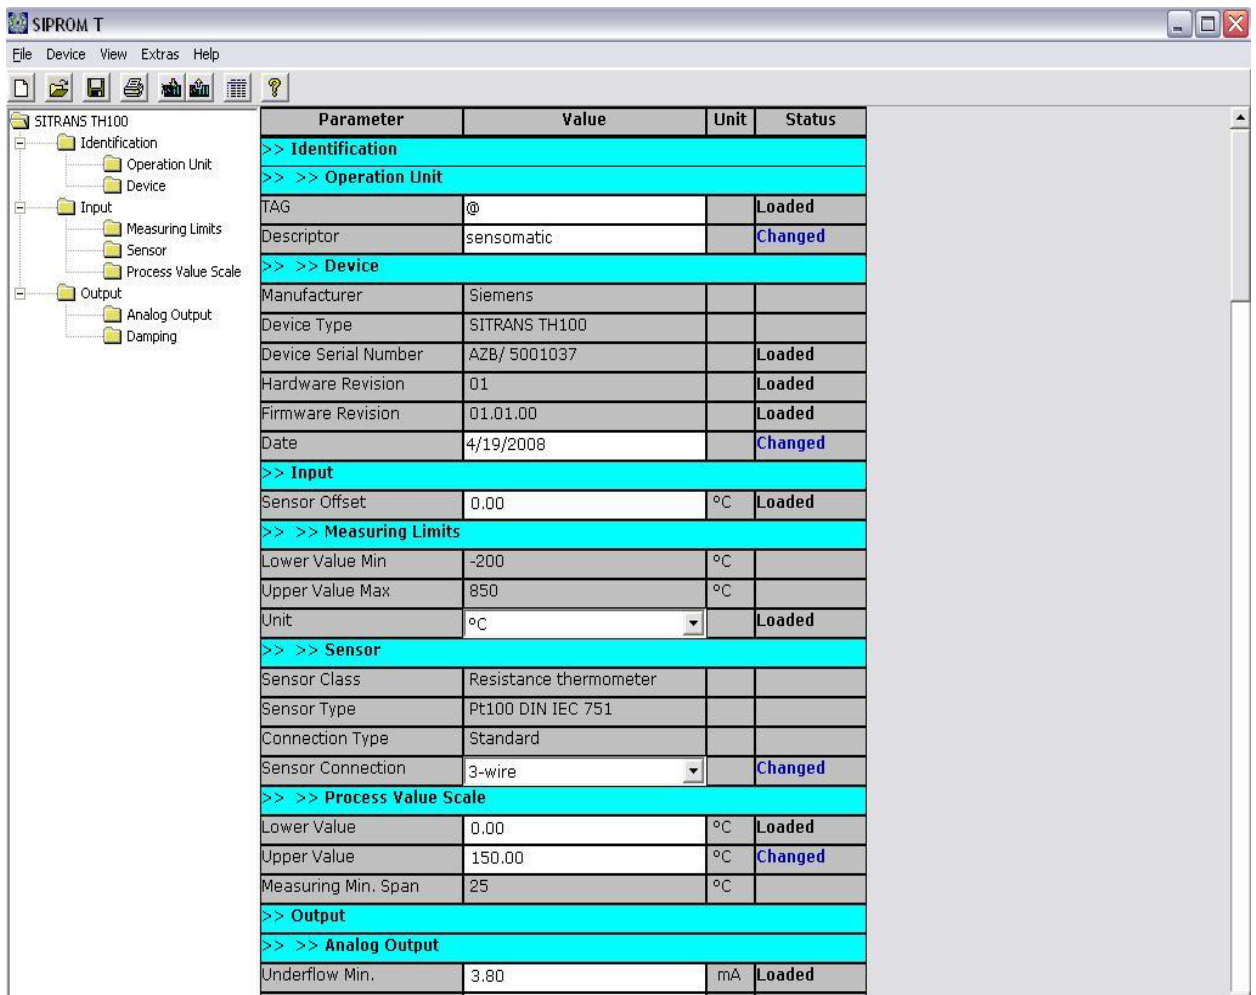 SIPROM T
File Device View Extras Help
SITRANS TH100
Identification
Operation Unit
Device
Input
Measuring Limits
Sensor
Process Value Scale
Output
Analog Output
Damping
Parameter Value Unit Status
>> Identification
>> >> Operation Unit
TAG @ Loaded
Descriptor sensomatic Changed
>> >> Device
Manufacturer Siemens
Device Type SITRANS TH100
Device Serial Number AZB/ 5001037 Loaded
Hardware Revision 01 Loaded
Firmware Revision 01.01.00 Loaded
Date 4/19/2008 Changed
>> Input
Sensor Offset 0.00 °C Loaded
>> >> Measuring Limits
Lower Value Min -200 °C
Upper Value Max 850 °C
Unit °C Loaded
>> >> Sensor
Sensor Class Resistance thermometer
Sensor Type Pt100 DIN IEC 751
Connection Type Standard
Sensor Connection 3-wire Changed
>> >> Process Value Scale
Lower Value 0.00 °C Loaded
Upper Value 150.00 °C Changed
Measuring Min. Span 25 °C
>> Output
>> >> Analog Output
Underflow Min. 3.80 mA Loaded